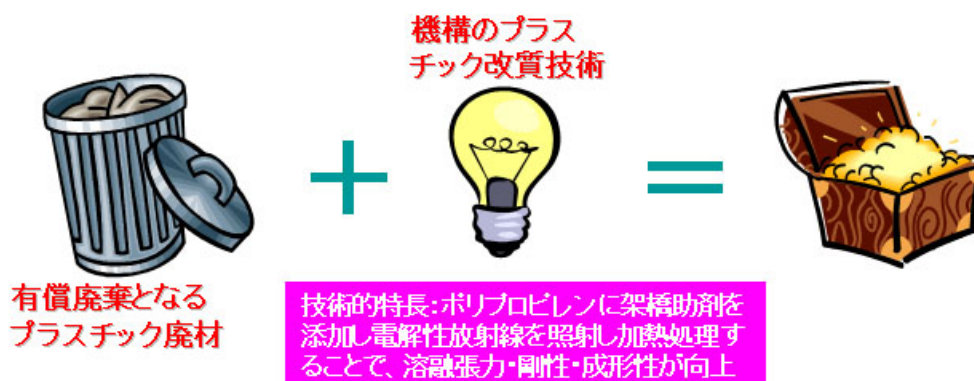 機構のプラス
チック改質技術
+
=
有償廃棄となる
プラスチック廃材
技術的特長:ポリプロピレンに架橋助剤を
添加し電解性放射線を照射し加熱処理す
ることで、溶融張力・剛性・成形性が向上